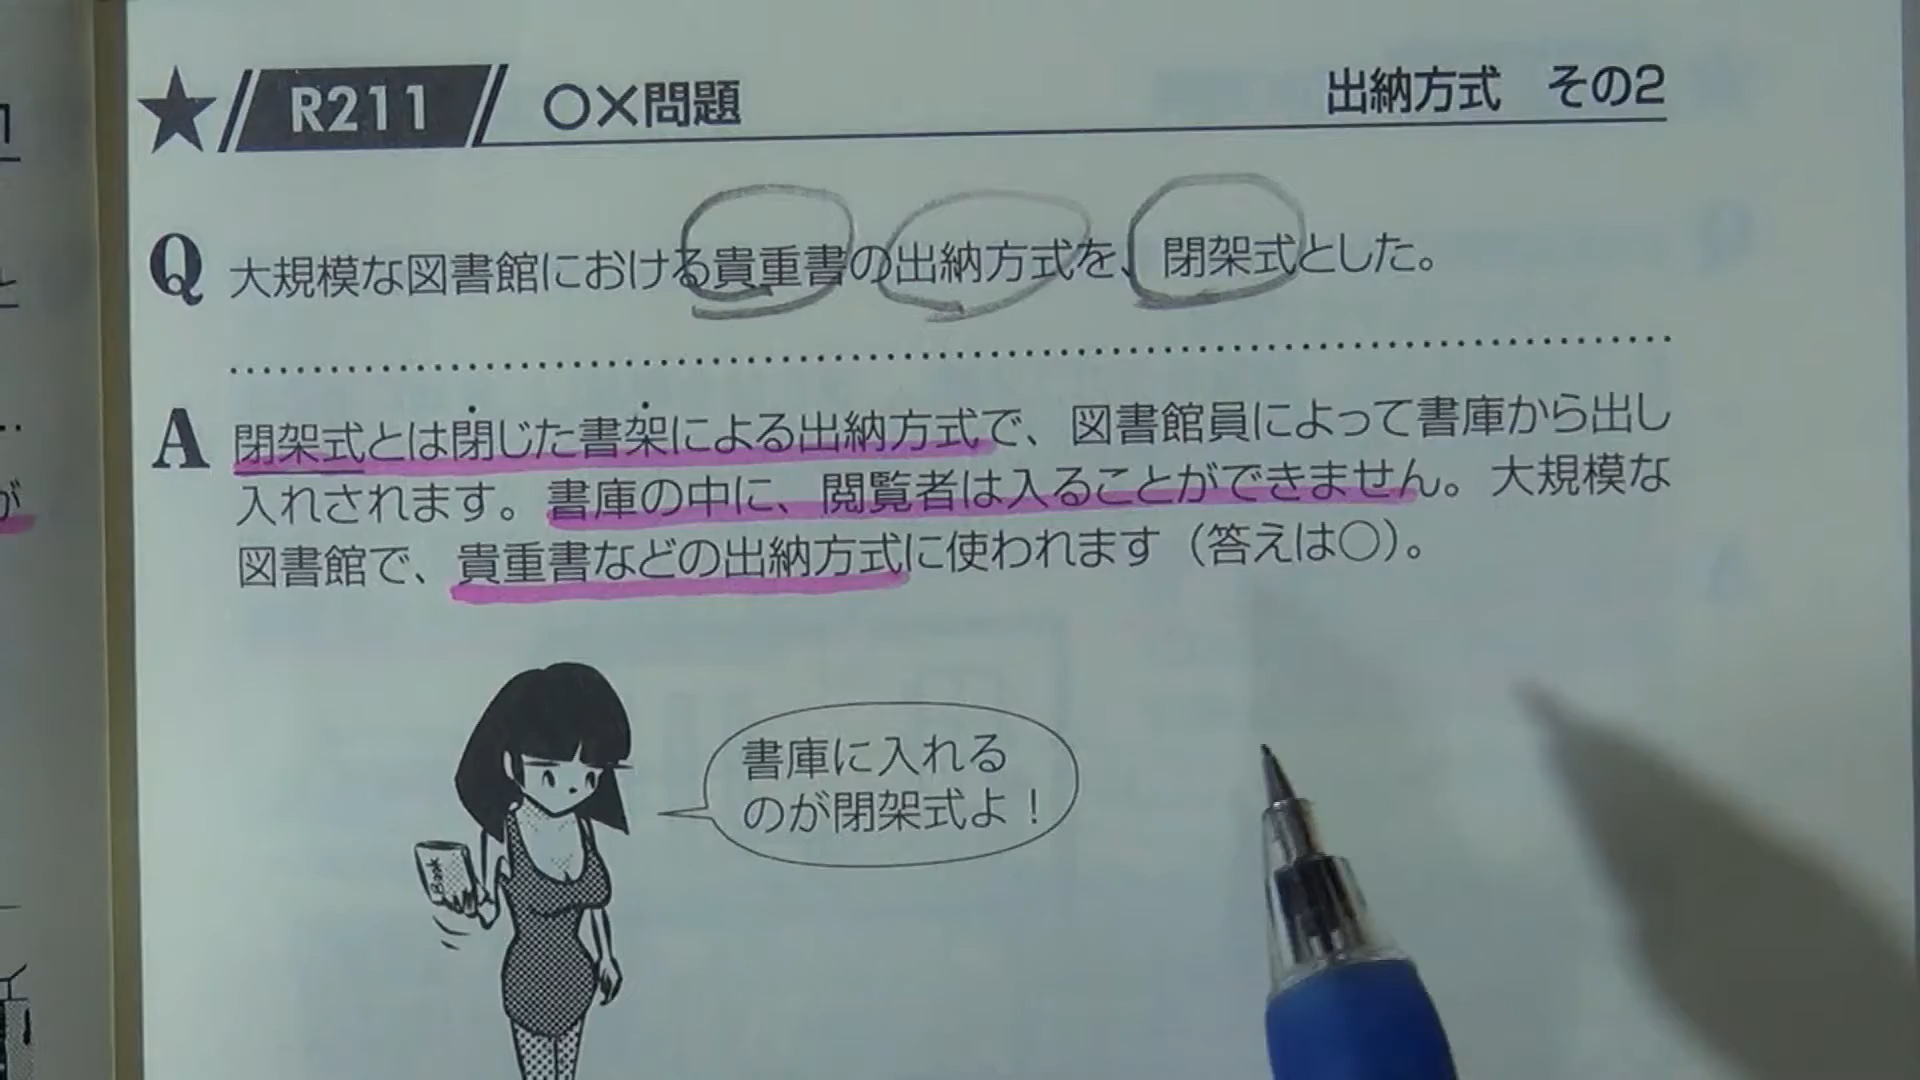 R211 ○×問題 出納方式 その2
Q 大規模な図書館における貴重書の出納方式を、閉架式とした。
A 閉架式とは閉じた書架による出納方式で、図書館員によって書庫から出し
入れされます。書庫の中に、閲覧者は入ることができません。大規模な
図書館で、貴重書などの出納方式に使われます（答えは○）。
書庫に入れる
のが閉架式よ！